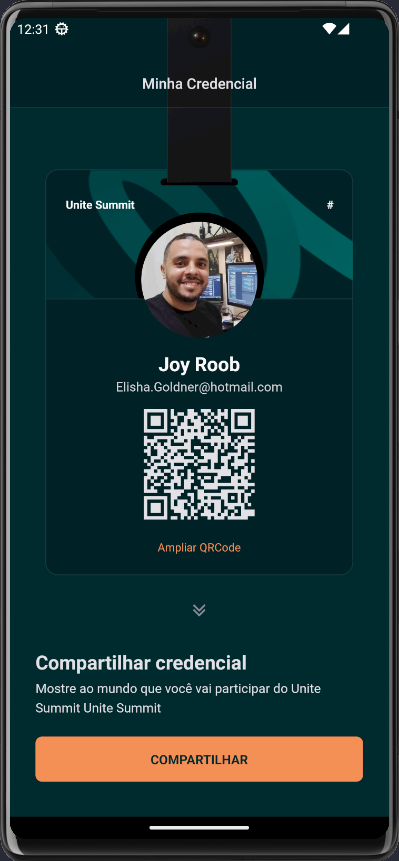 12:31
Minha Credencial
Unite Summit #
Joy Roob
Elisha.Goldner@hotmail.com
Ampliar QRCode
Compartilhar credencial
Mostre ao mundo que você vai participar do Unite
Summit Unite Summit
COMPARTILHAR